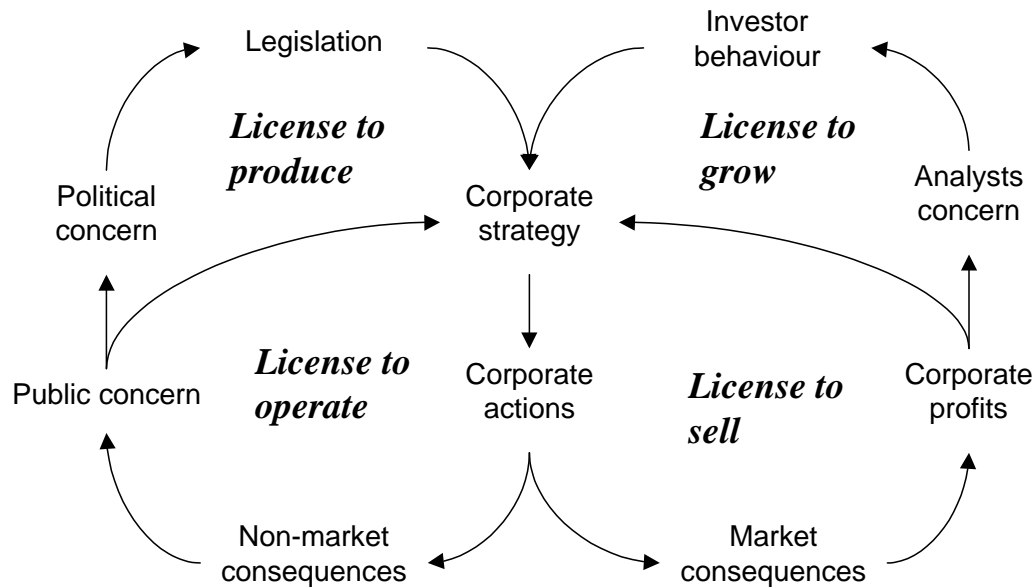 Legislation
Investor
behaviour
License to
produce
License to
grow
Political
concern
Corporate
strategy
Analysts
concern
Public concern
License to
operate
Corporate
actions
License to
sell
Corporate
profits
Non-market
consequences
Market
consequences